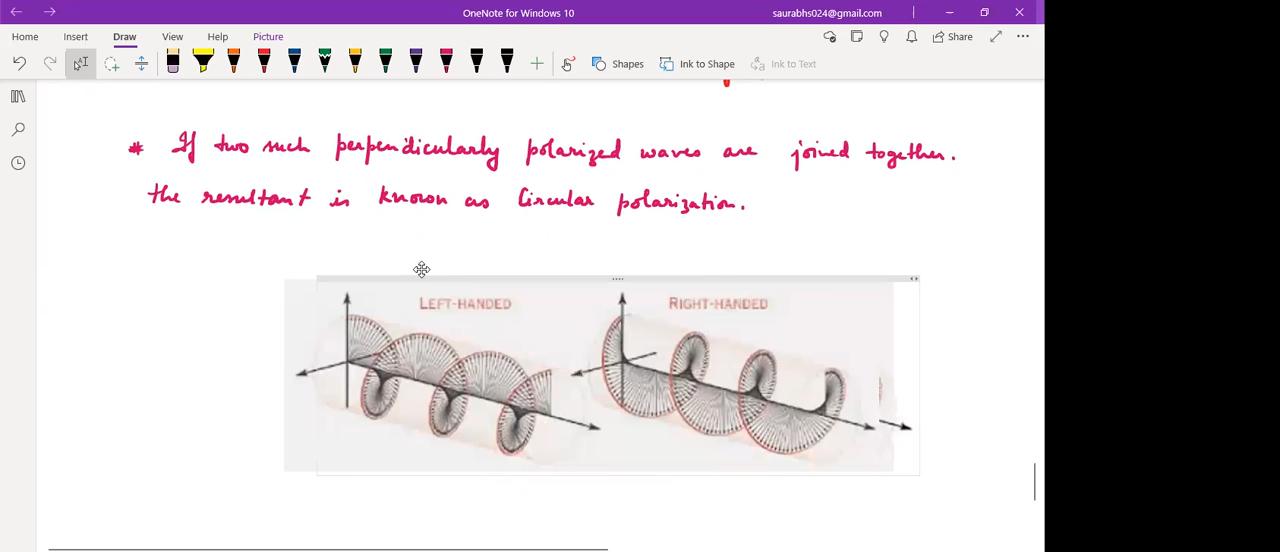 OneNote for Windows 10
saurabhs024@gmail.com
Home Insert Draw View Help Picture
Share
Shapes Ink to Shape Ink to Text
* If two such perpendicularly polarized waves are joined together.
the resultant is known as Circular polarization.
LEFT-HANDED RIGHT-HANDED